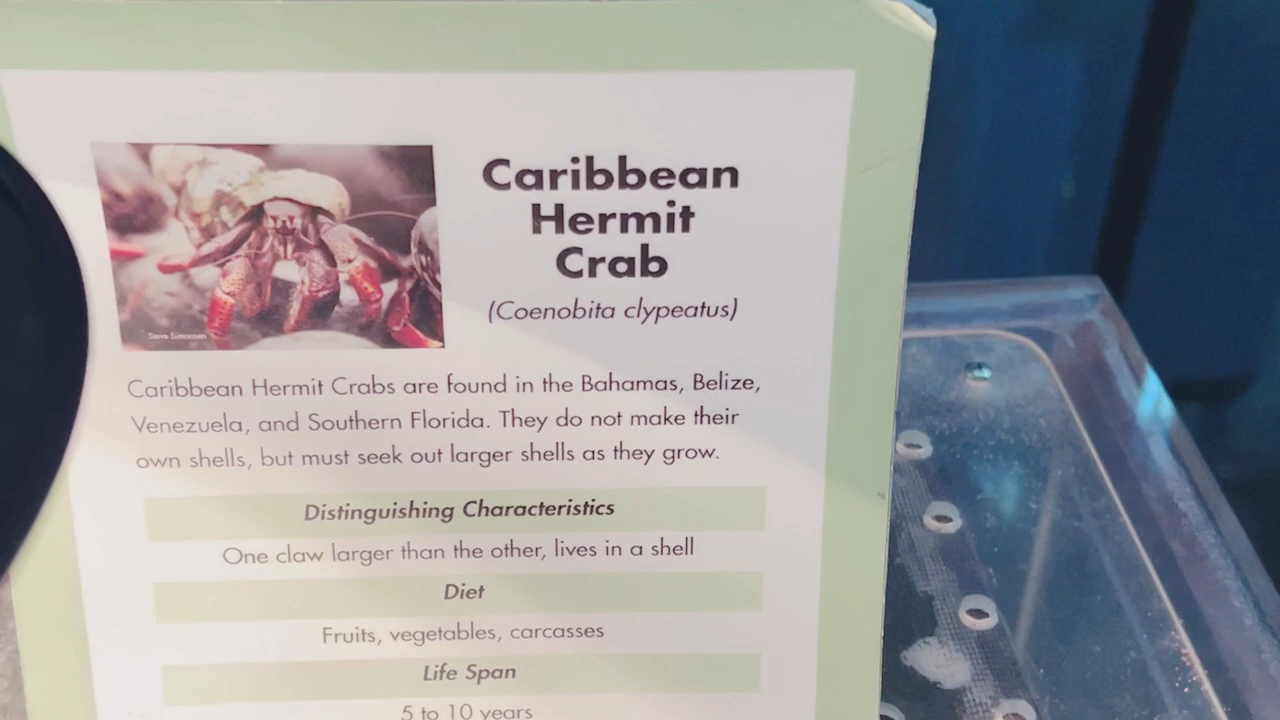 Caribbean
Hermit
Crab
(Coenobita clypeatus)
Steve Simonsen
Caribbean Hermit Crabs are found in the Bahamas, Belize,
Venezuela, and Southern Florida. They do not make their
own shells, but must seek out larger shells as they grow.
Distinguishing Characteristics
One claw larger than the other, lives in a shell
Diet
Fruits, vegetables, carcasses
Life Span
5 to 10 years